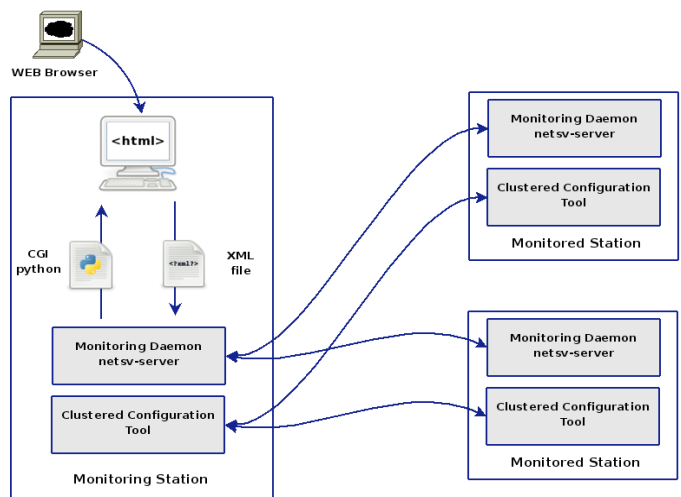 WEB Browser
<html>
CGI
python
<?xml?>
XML
file
Monitoring Daemon
netsv-server
Clustered Configuration
Tool
Monitoring Station
Monitoring Daemon
netsv-server
Clustered Configuration
Tool
Monitored Station
Monitoring Daemon
netsv-server
Clustered Configuration
Tool
Monitored Station